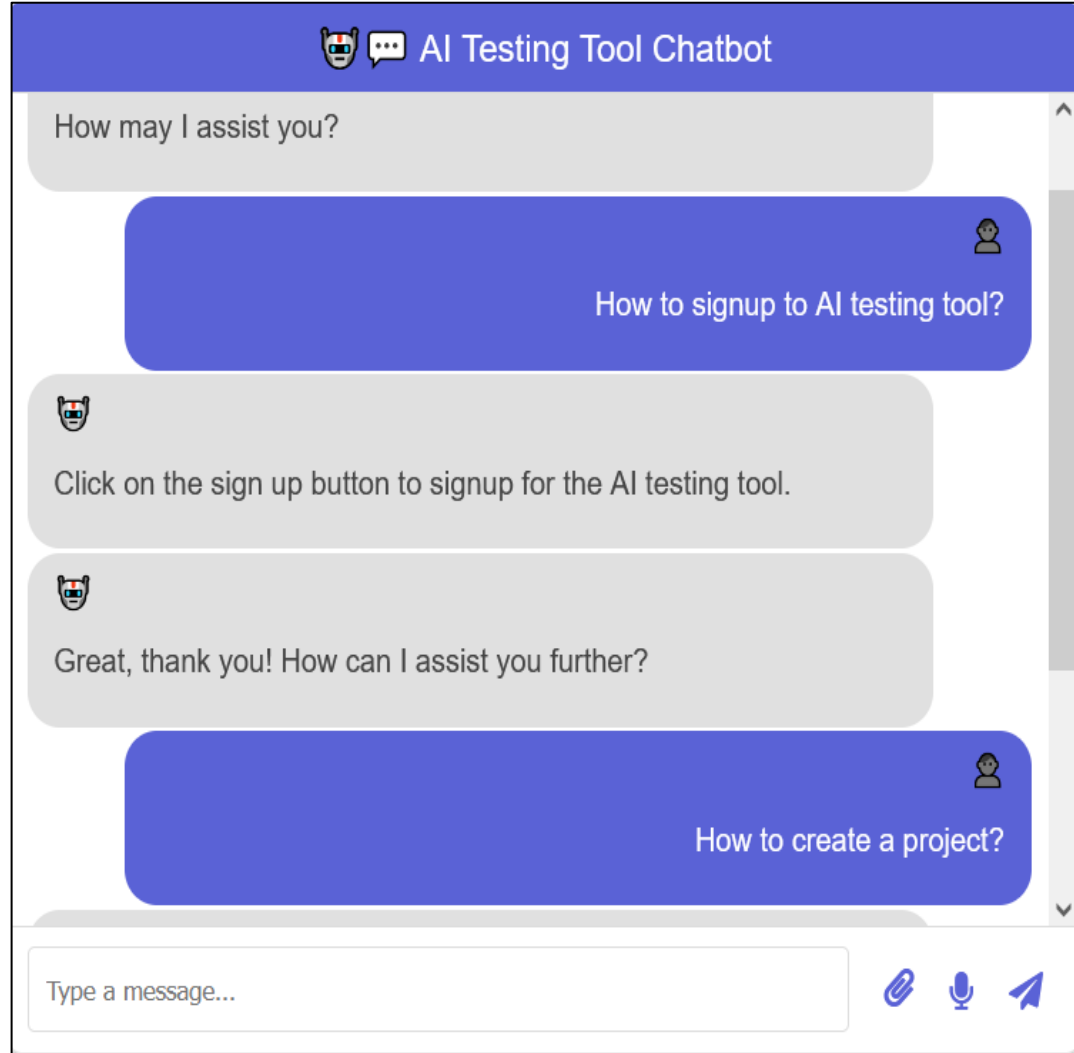 AI Testing Tool Chatbot
How may I assist you?
How to signup to AI testing tool?
Click on the sign up button to signup for the AI testing tool.
Great, thank you! How can I assist you further?
How to create a project?
Type a message...